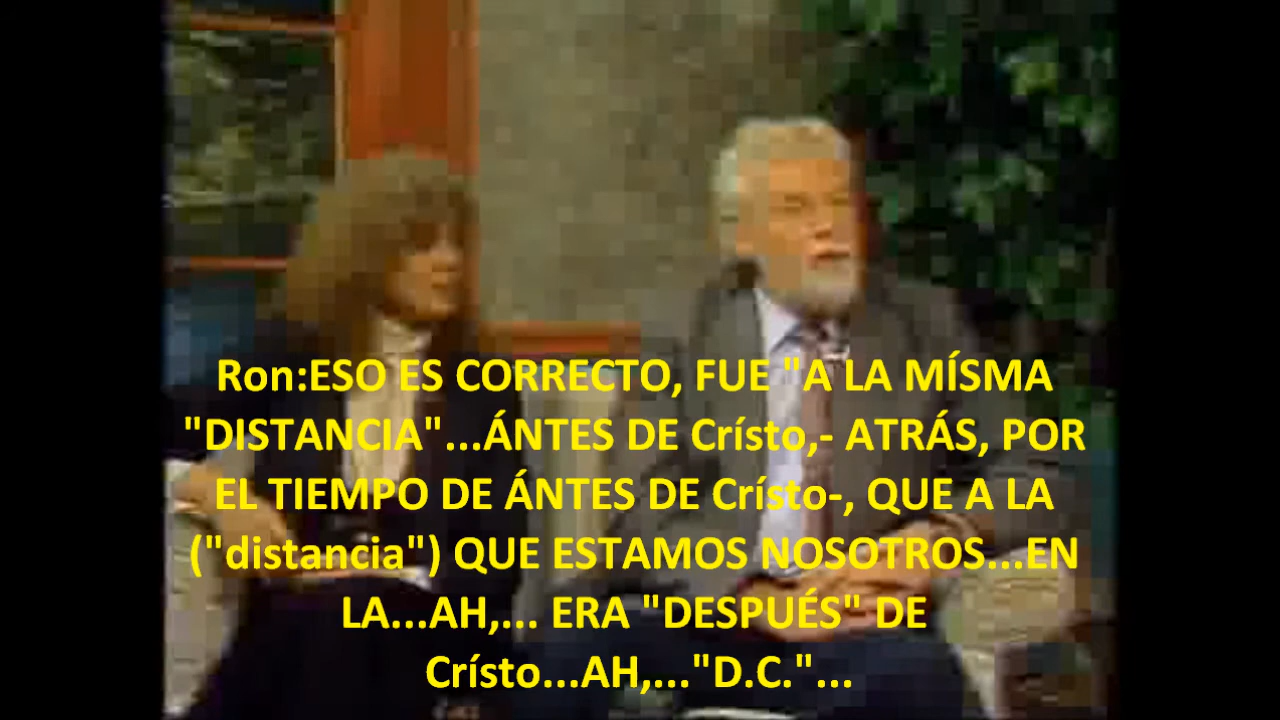 Ron:ESO ES CORRECTO, FUE "A LA MÍSMA
"DISTANCIA"...ÁNTES DE Crísto,- ATRÁS, POR
EL TIEMPO DE ÁNTES DE Crísto-, QUE A LA
("distancia") QUE ESTAMOS NOSOTROS...EN
LA...AH,... ERA "DESPUÉS" DE
Crísto...AH,..."D.C."...